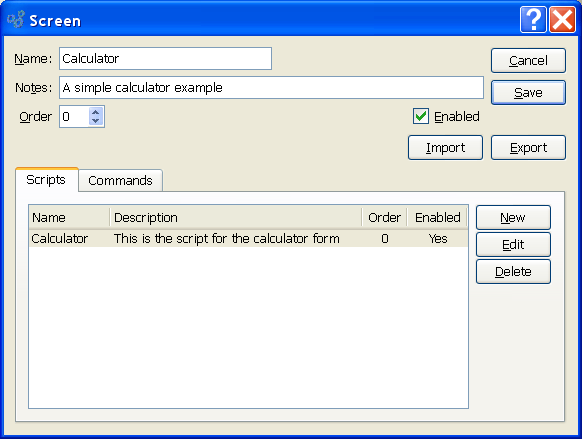 Screen
Name: Calculator
Cancel
Notes: A simple calculator example
Save
Order 0
Enabled
Import Export
Scripts Commands
Name Description Order Enabled
New
Calculator This is the script for the calculator form 0 Yes
Edit
Delete